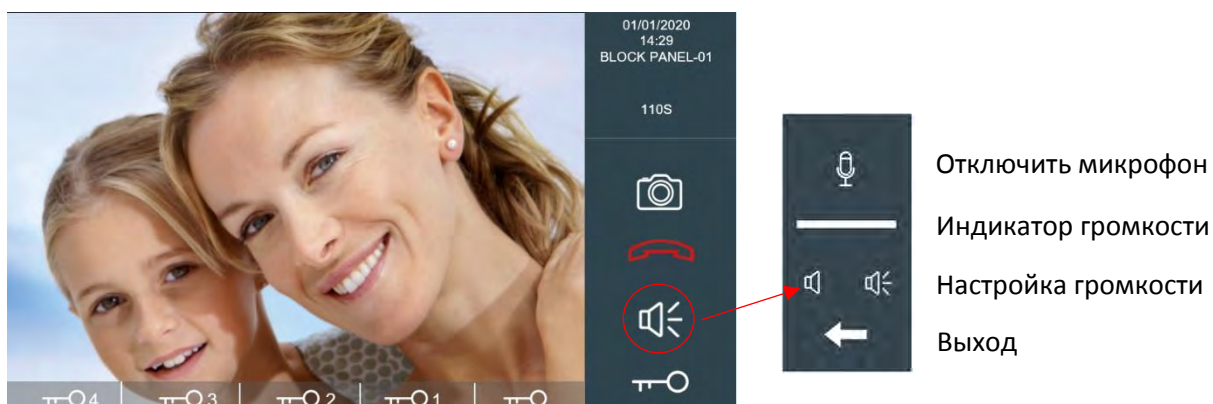 01/01/2020
14:29
BLOCK PANEL-01
110S
4
3
2
1
Отключить микрофон
Индикатор громкости
Настройка громкости
Выход